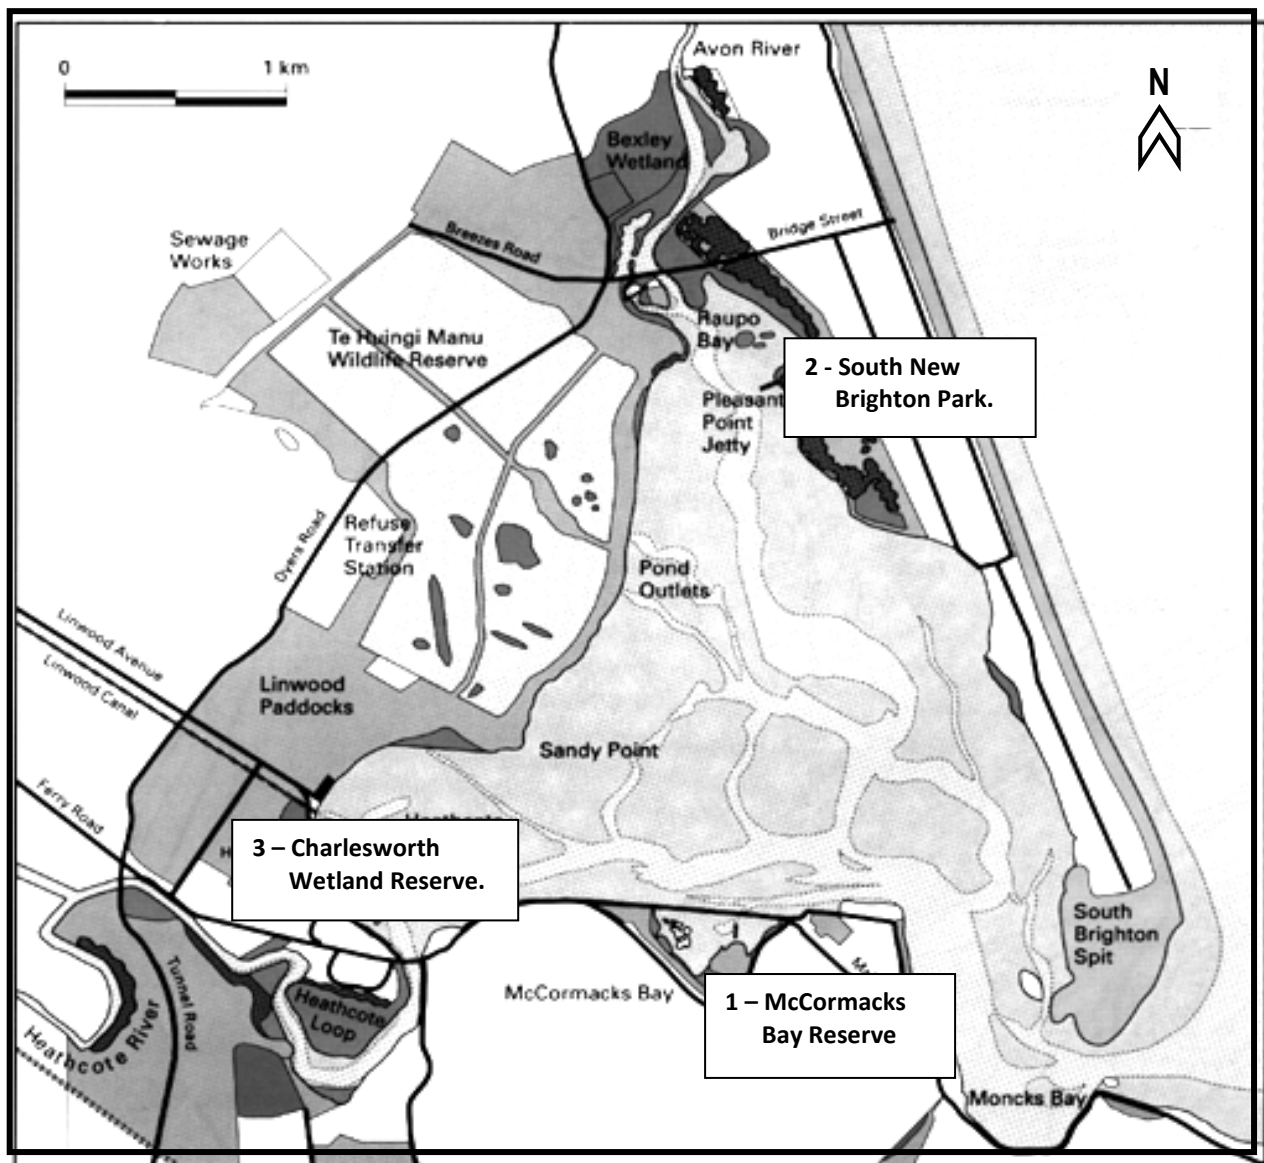 Avon River
0 1 km
N
Bexley
Wetland
Bridge Street
Breezes Road
Sewage
Works
Te Huingi Manu
Wildlife Reserve
Raupo
Bay
2 - South New
Brighton Park.
Pleasant
Point
Jetty
Refuse
Transfer
Station
Dyers Road
Pond
Outlets
Linwood Avenue
Linwood Canal
Linwood
Paddocks
Sandy Point
Ferry Road
3 – Charlesworth
Wetland Reserve.
South
Brighton
Spit
McCormacks Bay
1 – McCormacks
Bay Reserve
Tunnel Road
Heathcote
Loop
Heathcote River
Moncks Bay